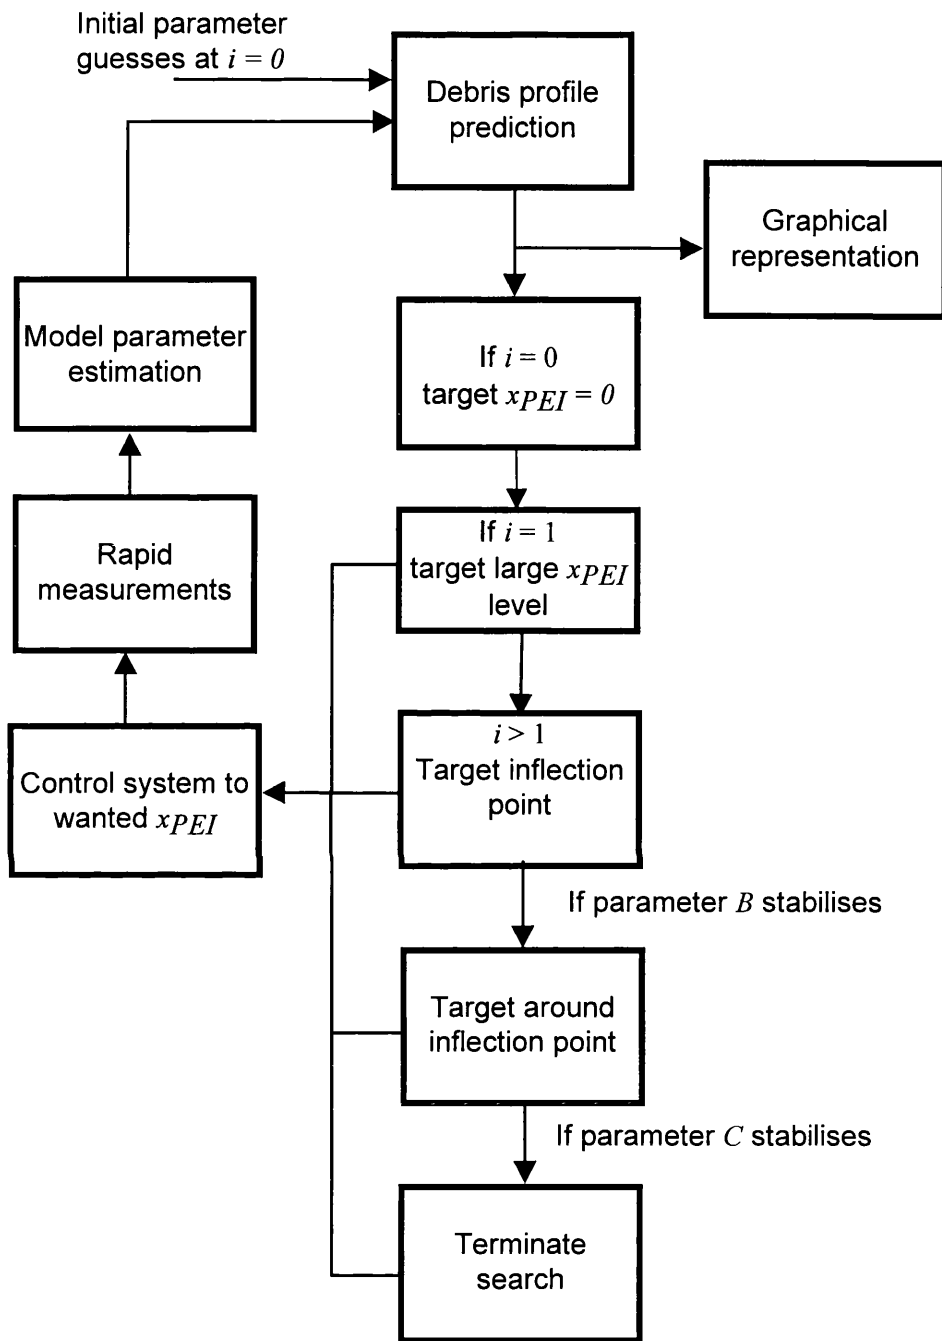 Initial parameter
guesses at i = 0
Debris profile
prediction
Graphical
representation
Model parameter
estimation
If i = 0
target xPEI = 0
Rapid
measurements
If i = 1
target large xPEI
level
Control system to
wanted xPEI
i > 1
Target inflection
point
If parameter B stabilises
Target around
inflection point
If parameter C stabilises
Terminate
search